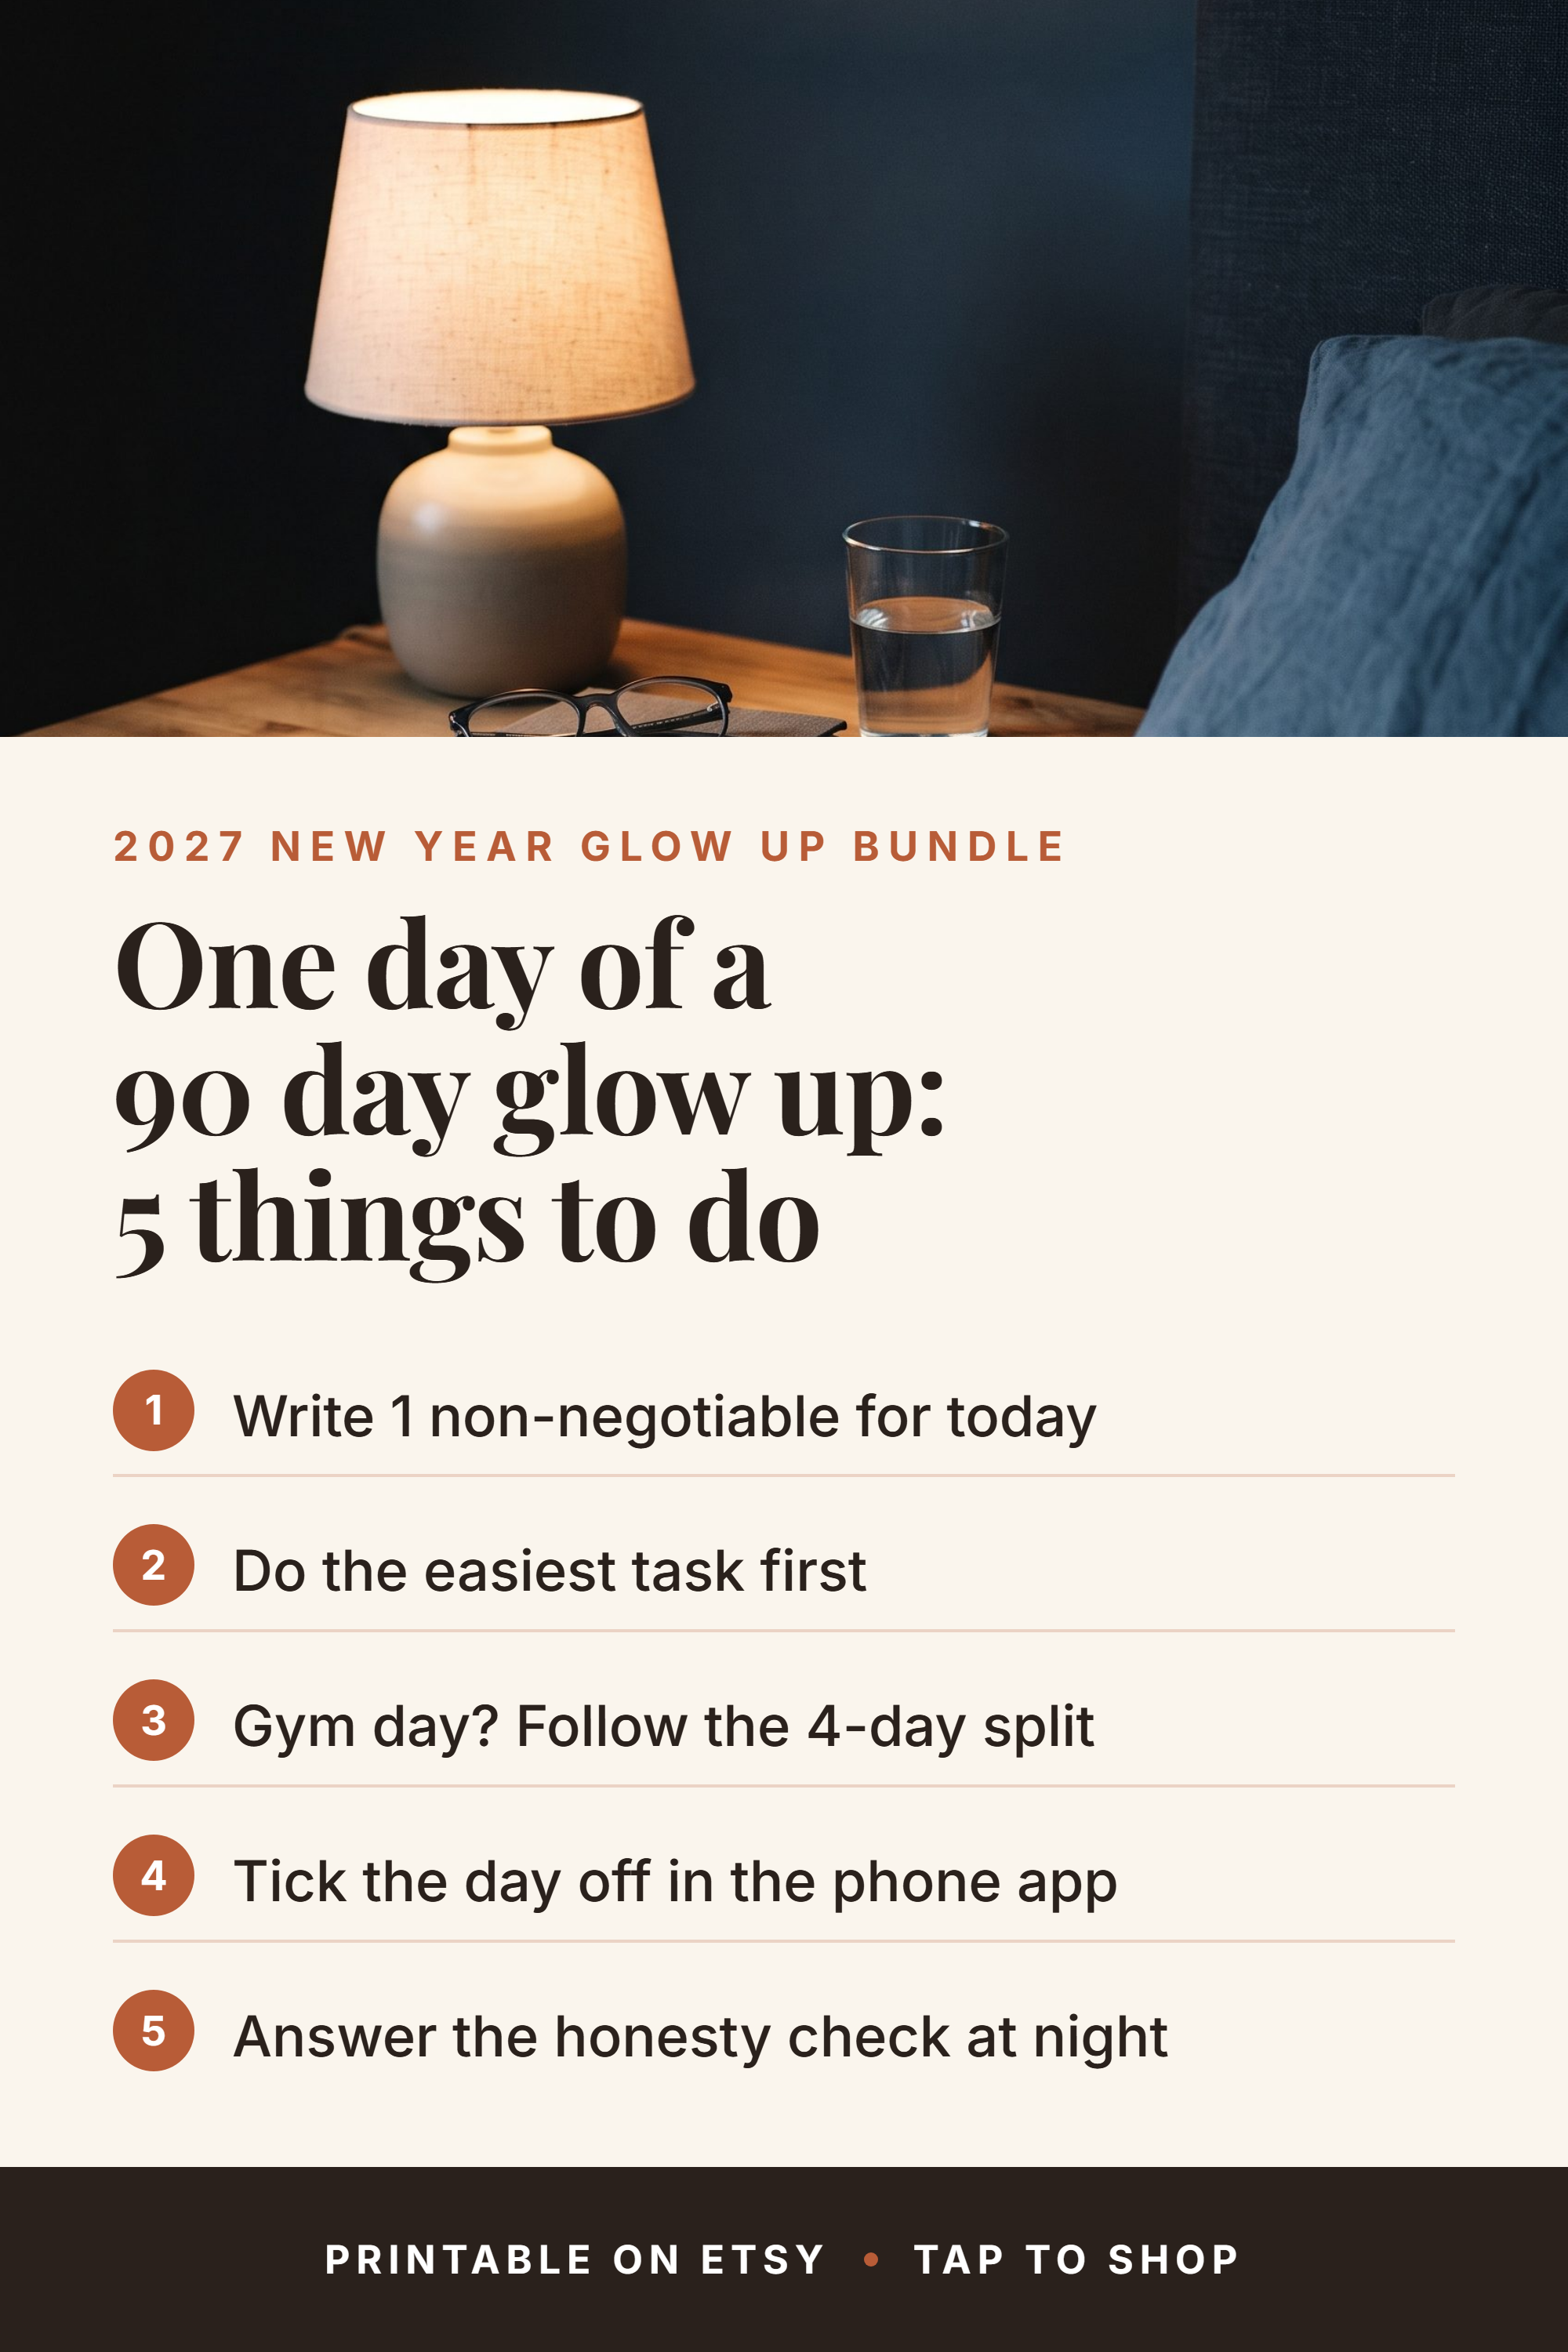 2027 NEW YEAR GLOW UP BUNDLE
One day of a
90 day glow up:
5 things to do
1 Write 1 non-negotiable for today
2 Do the easiest task first
3 Gym day? Follow the 4-day split
4 Tick the day off in the phone app
5 Answer the honesty check at night
PRINTABLE ON ETSY • TAP TO SHOP